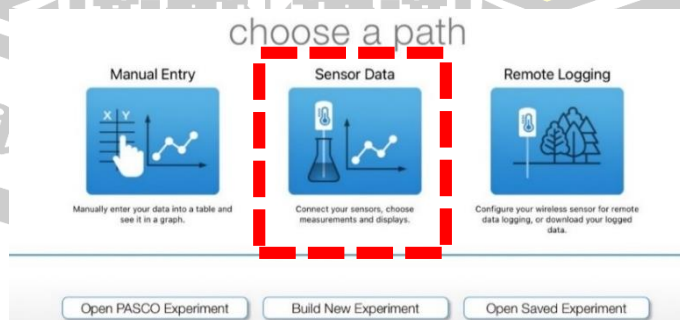 choose a path
Manual Entry
Sensor Data
Remote Logging
X Y
Manually enter your data into a table and
see it in a graph.
Connect your sensors, choose
measurements and displays.
Configure your wireless sensor for remote
data logging, or download your logged
data.
Open PASCO Experiment
Build New Experiment
Open Saved Experiment